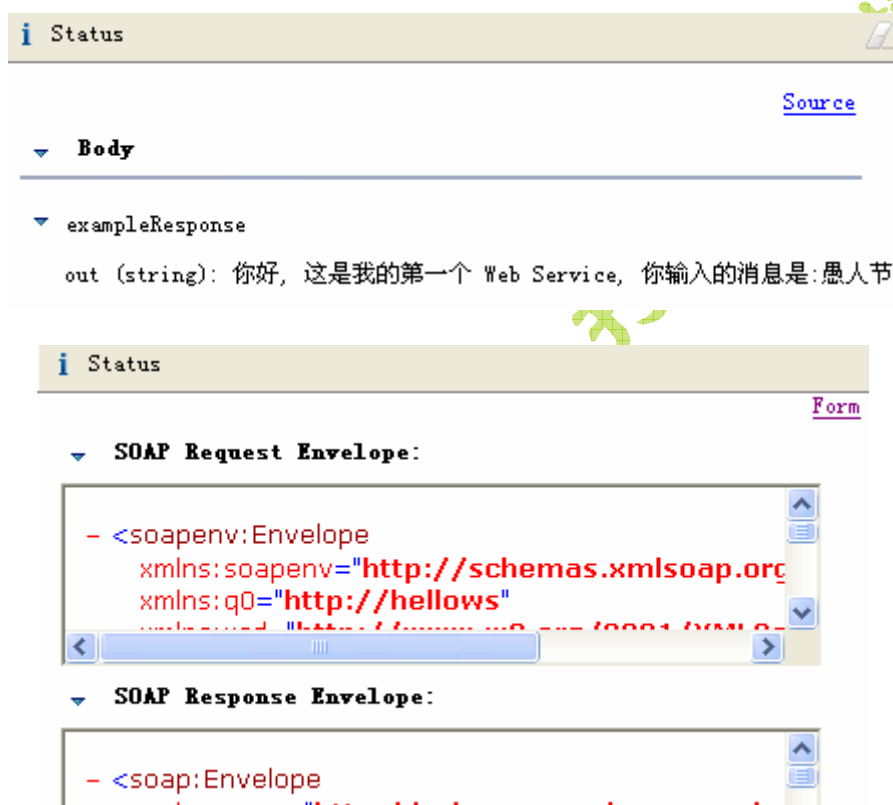 i Status
Source
Body
exampleResponse
out (string): 你好, 这是我的第一个 Web Service, 你输入的消息是:愚人节
i Status
Form
SOAP Request Envelope:
- <soapenv:Envelope
xmlns:soapenv="http://schemas.xmlsoap.org
xmlns:q0="http://hellows"
SOAP Response Envelope:
- <soap:Envelope